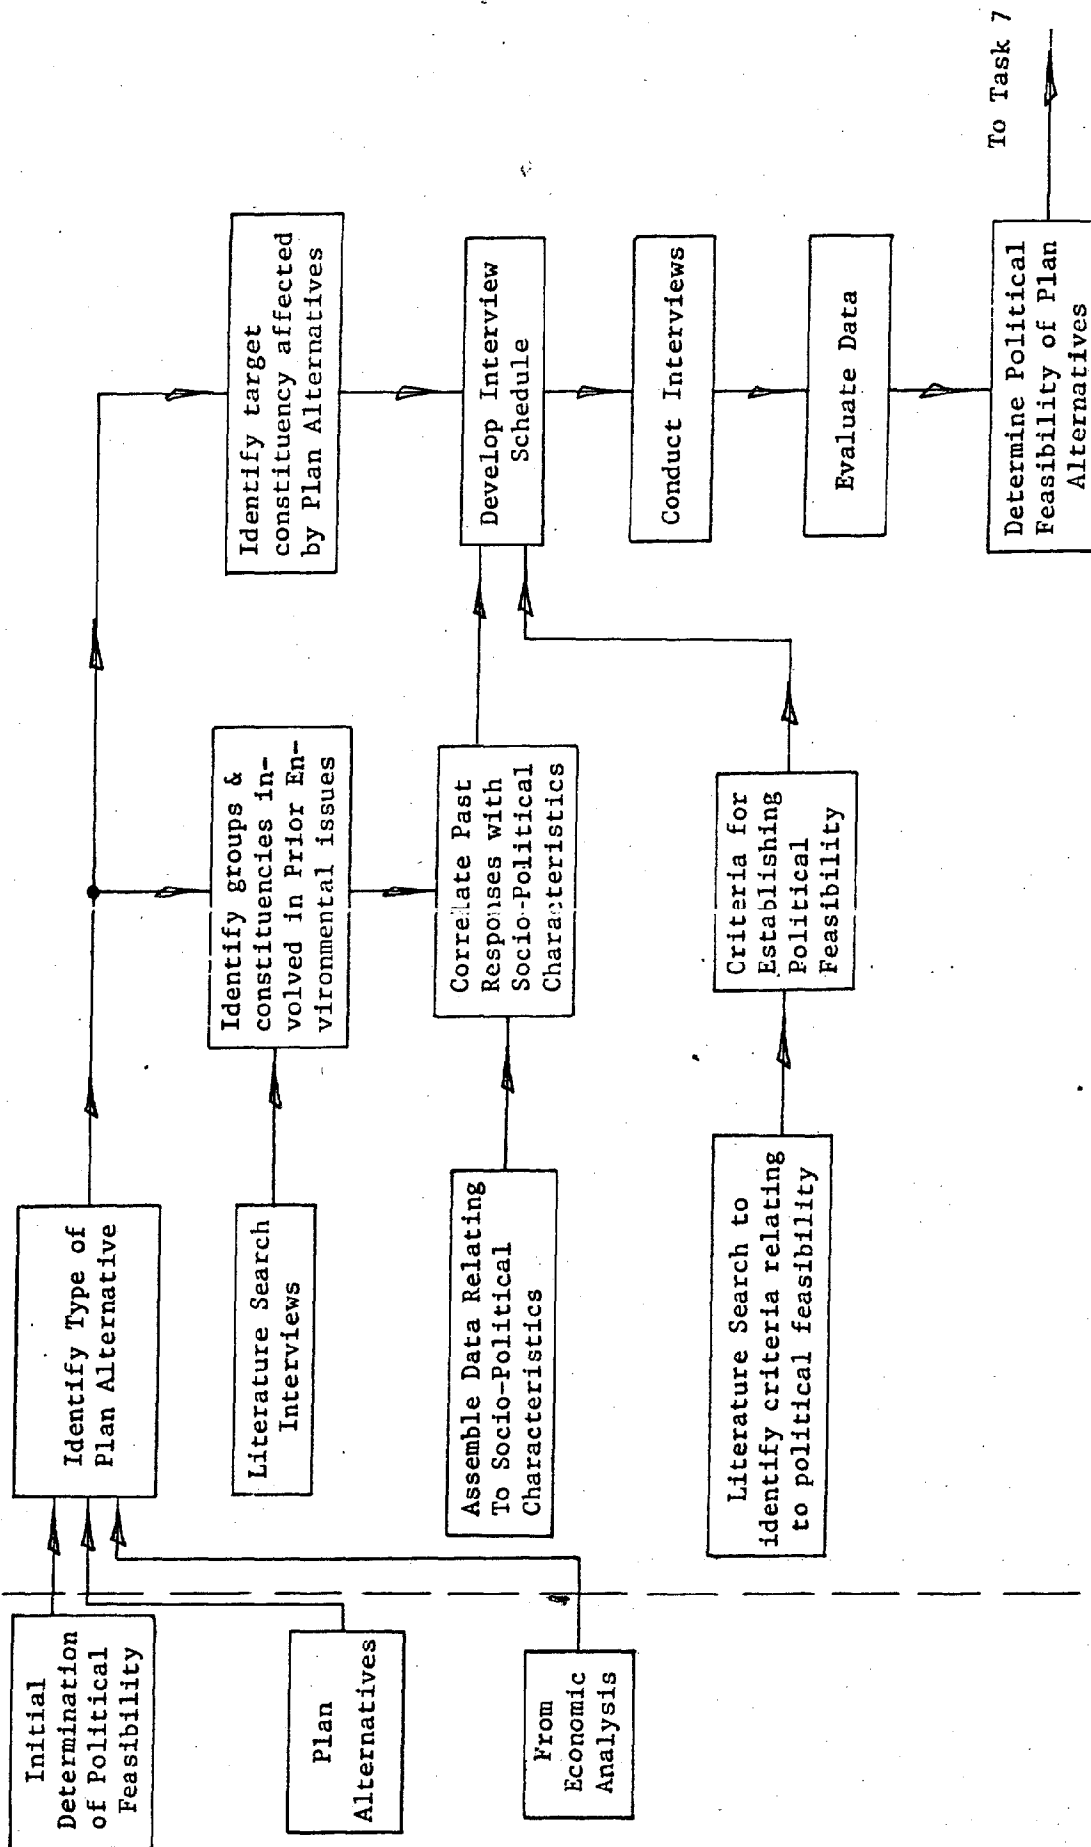 Initial
Determination
of Political
Feasibility
Plan
Alternatives
From
Economic
Analysis
Identify Type of
Plan Alternative
Literature Search
Interviews
Assemble Data Relating
To Socio-Political
Characteristics
Literature Search to
identify criteria relating
to political feasibility
Identify groups &
constituencies in-
volved in Prior En-
vironmental issues
Correlate Past
Responses with
Socio-Political
Characteristics
Criteria for
Establishing
Political
Feasibility
Identify target
constituency affected
by Plan Alternatives
Develop Interview
Schedule
Conduct Interviews
Evaluate Data
Determine Political
Feasibility of Plan
Alternatives
To Task 7